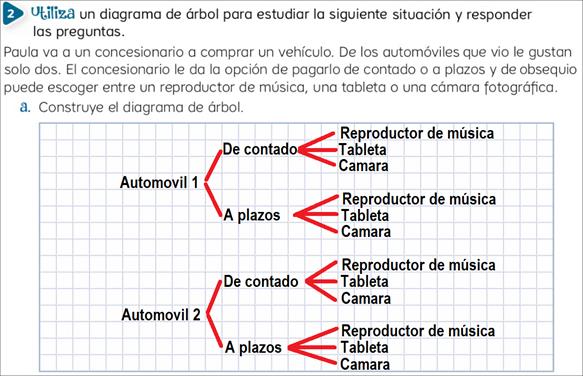 2 Utiliza un diagrama de árbol para estudiar la siguiente situación y responder
las preguntas.
Paula va a un concesionario a comprar un vehículo. De los automóviles que vio le gustan
solo dos. El concesionario le da la opción de pagarlo de contado o a plazos y de obsequio
puede escoger entre un reproductor de música, una tableta o una cámara fotográfica.
a. Construye el diagrama de árbol.
Reproductor de música
De contado Tableta
Camara
Automovil 1
Reproductor de música
A plazos Tableta
Camara
Reproductor de música
De contado Tableta
Camara
Automovil 2
Reproductor de música
A plazos Tableta
Camara